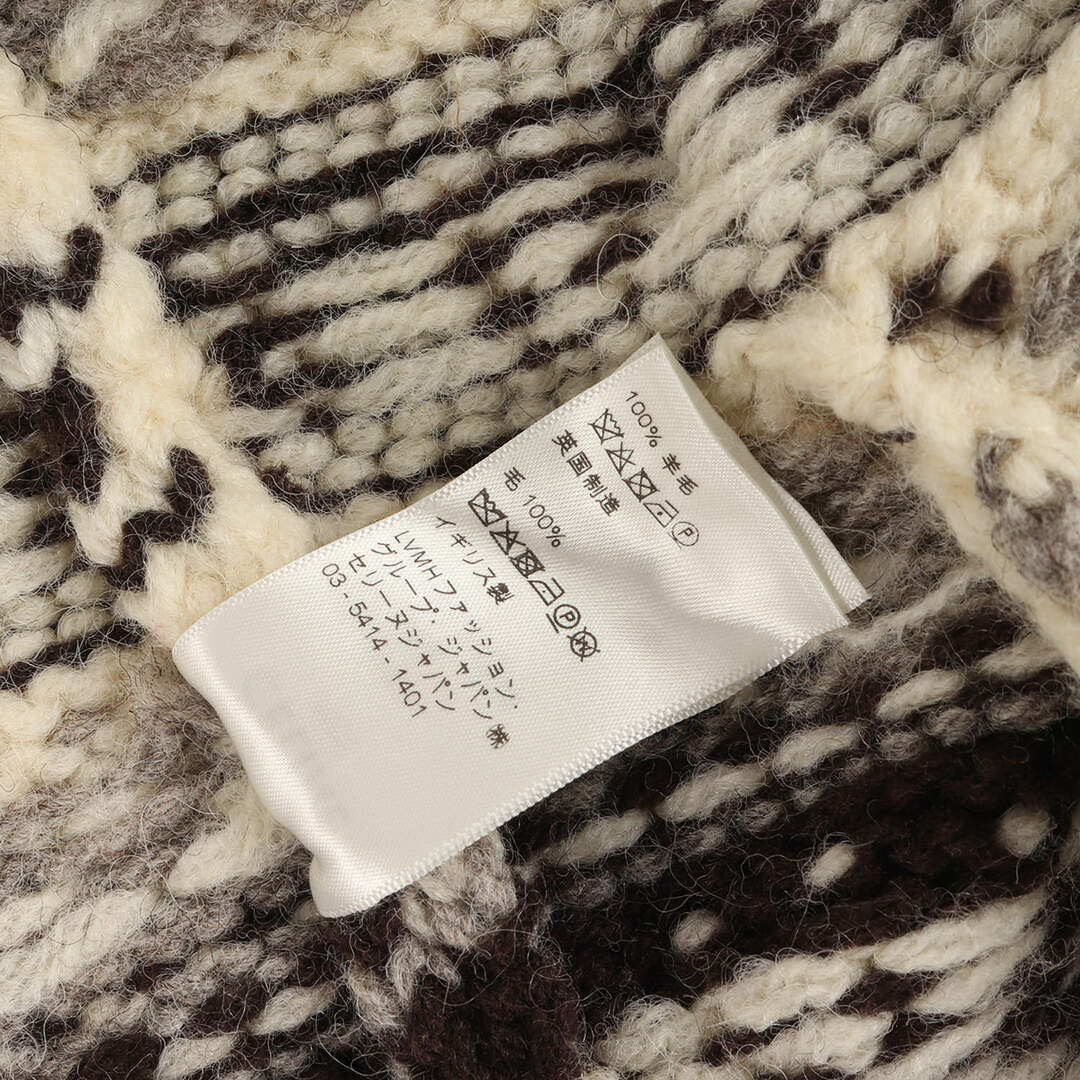 100% 羊毛
英国制造
毛 100%
イギリス製
LVMHファッション・
グループ・ジャパン㈱
セリーヌジャパン
03-5414-1401